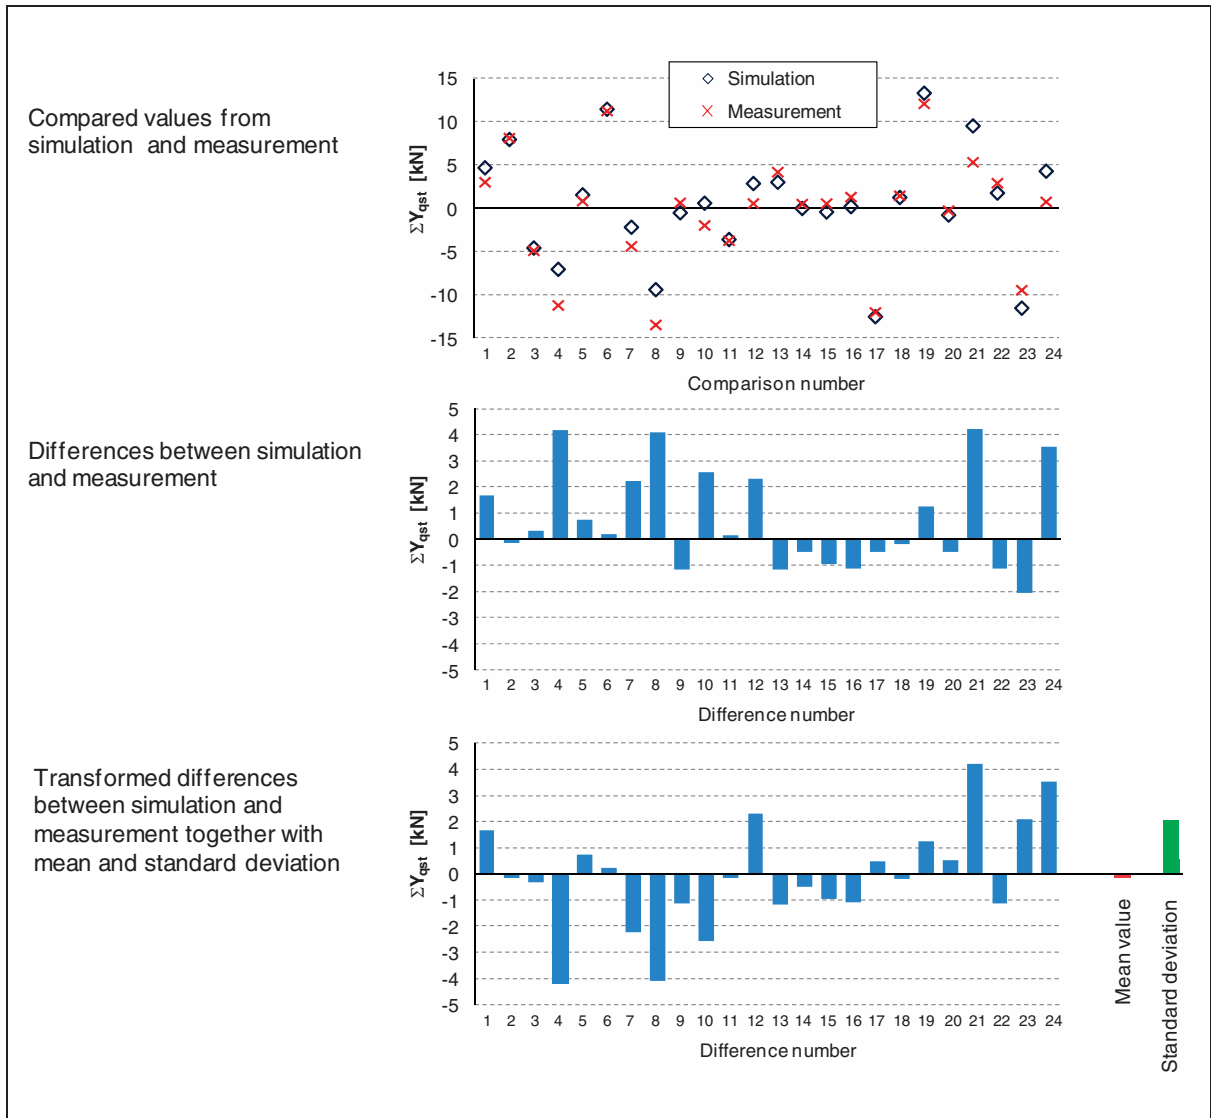 Compared values from
simulation and measurement
ΣYqst [kN]
15
10
5
0
-5
-10
-15
Simulation
Measurement
1 2 3 4 5 6 7 8 9 10 11 12 13 14 15 16 17 18 19 20 21 22 23 24
Comparison number
Differences between simulation
and measurement
ΣYqst [kN]
5
4
3
2
1
0
-1
-2
-3
-4
-5
1 2 3 4 5 6 7 8 9 10 11 12 13 14 15 16 17 18 19 20 21 22 23 24
Difference number
Transformed differences
between simulation and
measurement together with
mean and standard deviation
ΣYqst [kN]
5
4
3
2
1
0
-1
-2
-3
-4
-5
1 2 3 4 5 6 7 8 9 10 11 12 13 14 15 16 17 18 19 20 21 22 23 24
Difference number
Mean value
Standard deviation